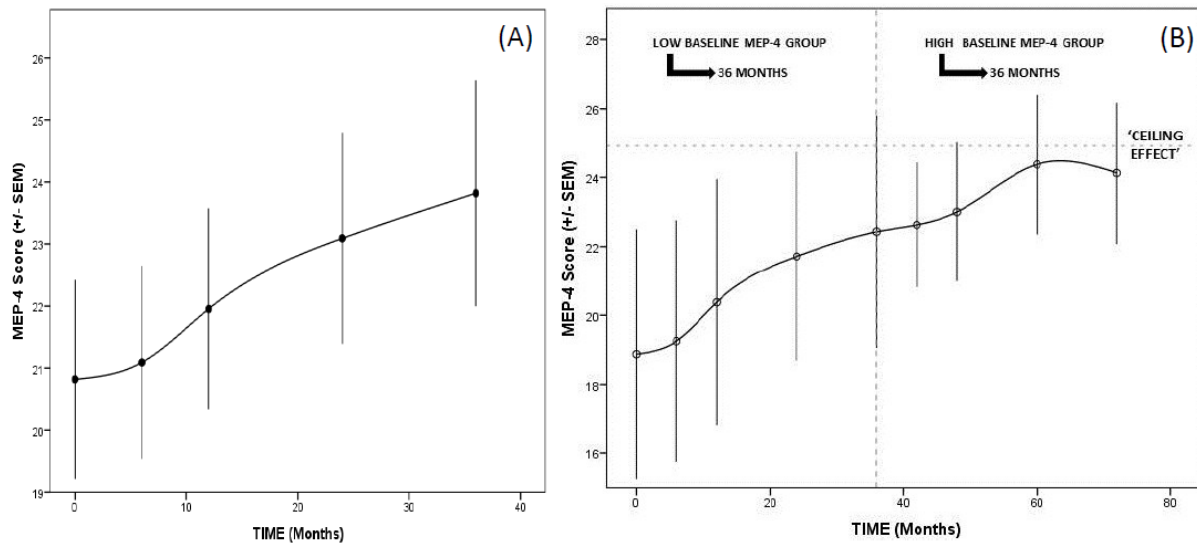 (A)
MEP-4 Score (+/- SEM)
26
25
24
23
22
21
20
19
0
10
20
30
40
TIME (Months)
(B)
LOW BASELINE MEP-4 GROUP
36 MONTHS
HIGH BASELINE MEP-4 GROUP
36 MONTHS
'CEILING
EFFECT'
MEP-4 Score (+/- SEM)
28
26
24
22
20
18
16
0
20
40
60
80
TIME (Months)